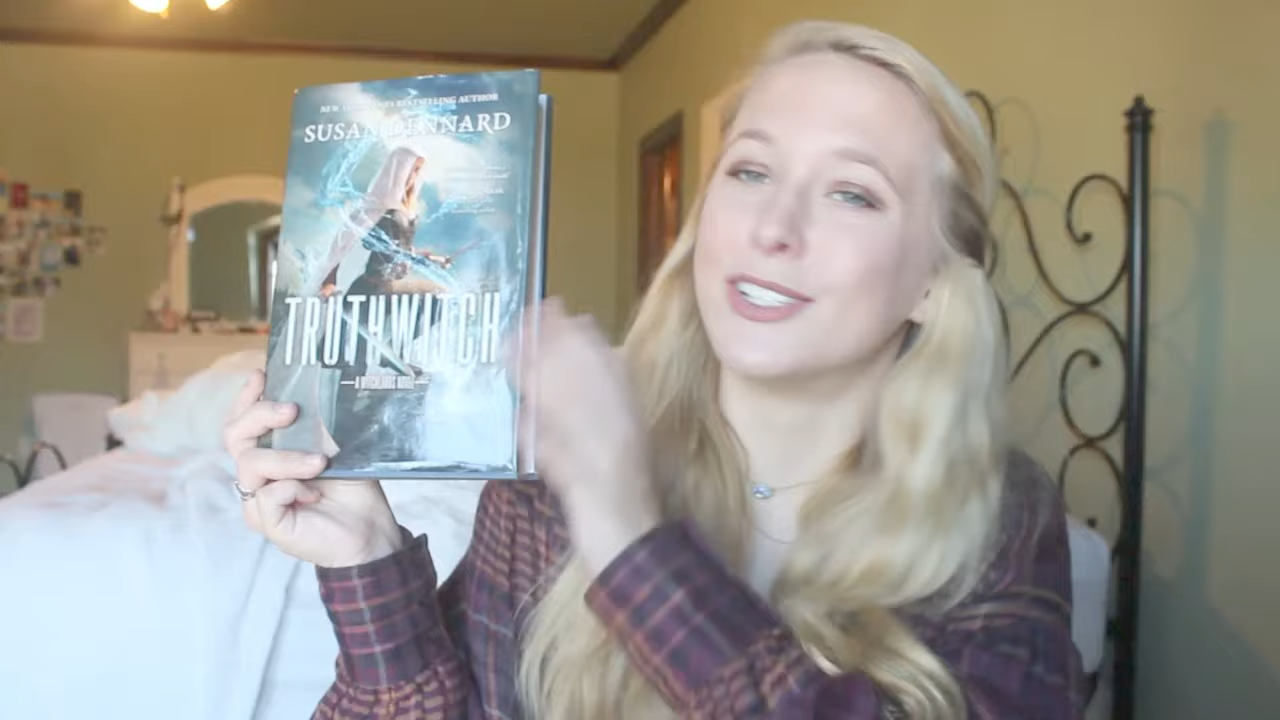 NEW YORK TIMES BESTSELLING AUTHOR
SUSAN DENNARD
TRUTHWITCH
A WITCHLANDS NOVEL